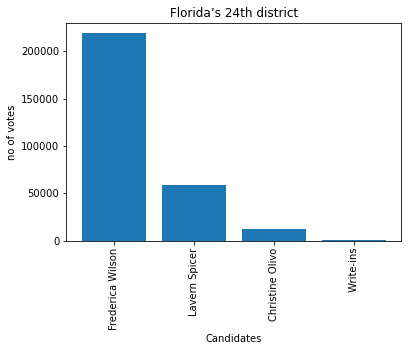 Florida’s 24th district
no of votes
200000
150000
100000
50000
0
Frederica Wilson
Lavern Spicer
Christine Olivo
Write-ins
Candidates